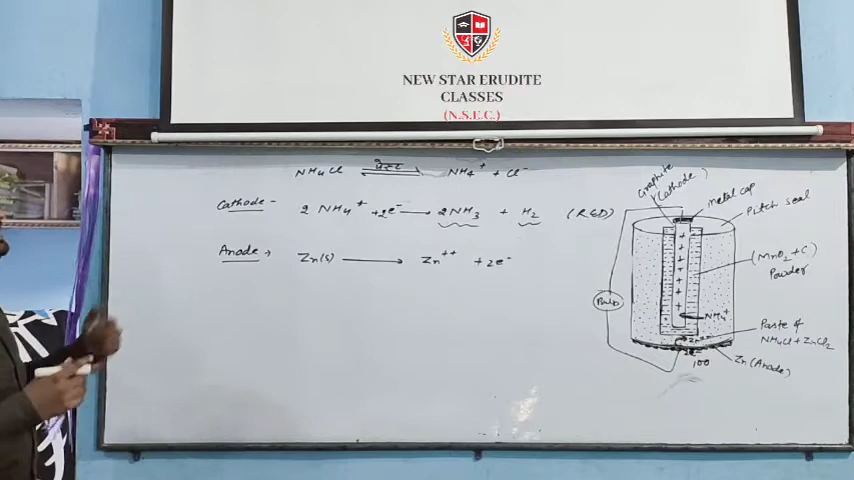 NEW STAR ERUDITE
CLASSES
(N.S.E.C.)
NH4Cl ⇌ NH4+ + Cl-
Cathode - 2 NH4+ + 2e- → 2NH3 + H2 (RED)
Anode → Zn(s) → Zn++ + 2e-
Graphite
(Cathode)
metal cap
Pitch seal
(MnO2 + C)
Powder
Bulb
NH4+
Paste of
NH4Cl + ZnCl2
Zn (Anode)